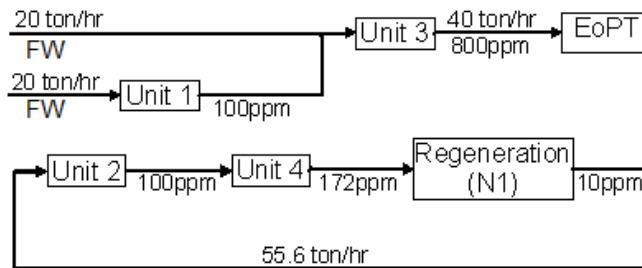 20 ton/hr
FW
Unit 3
40 ton/hr
800ppm
EoPT
20 ton/hr
FW
Unit 1
100ppm
Unit 2
100ppm
Unit 4
172ppm
Regeneration
(N1)
10ppm
55.6 ton/hr